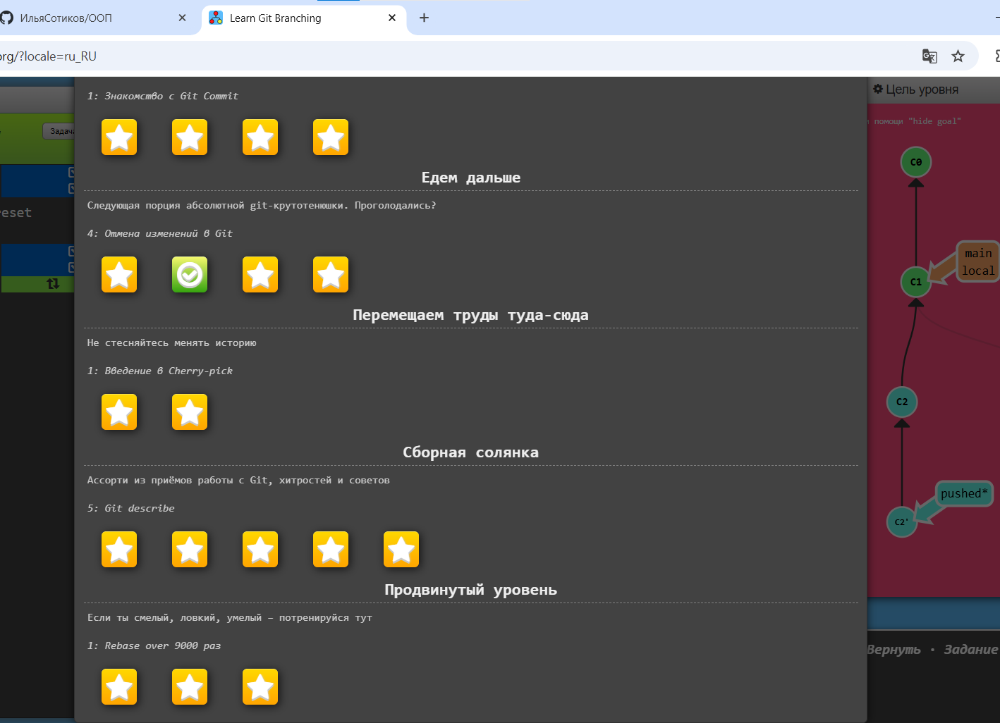 ИльяСотиков/ООП
Learn Git Branching
org/?locale=ru_RU
1: Знакомство с Git Commit
Цель уровня
Задача
помощи "hide goal"
C0
Едем дальше
Следующая порция абсолютной git-крутотенюшки. Проголодались?
eset
4: Отмена изменений в Git
main
local
C1
Перемещаем труды туда-сюда
Не стесняйтесь менять историю
1: Введение в Cherry-pick
C2
Сборная солянка
Ассорти из приёмов работы с Git, хитростей и советов
pushed*
5: Git describe
C2'
Продвинутый уровень
Если ты смелый, ловкий, умелый — потренируйся тут
1: Rebase over 9000 раз
Вернуть · Задание